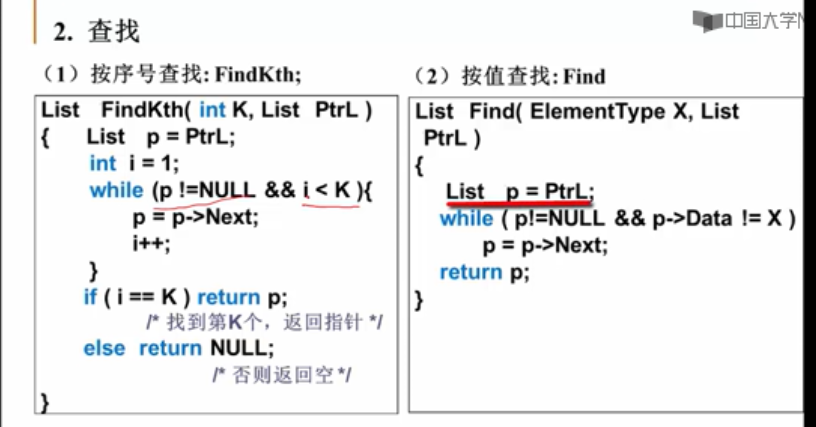 中国大学M
2. 查找
（1）按序号查找: FindKth;
List FindKth( int K, List PtrL )
{ List p = PtrL;
int i = 1;
while (p !=NULL && i < K ){
p = p->Next;
i++;
}
if ( i == K ) return p;
/* 找到第K个，返回指针 */
else return NULL;
/* 否则返回空*/
}
（2）按值查找: Find
List Find( ElementType X, List
PtrL )
{
List p = PtrL;
while ( p!=NULL && p->Data != X )
p = p->Next;
return p;
}